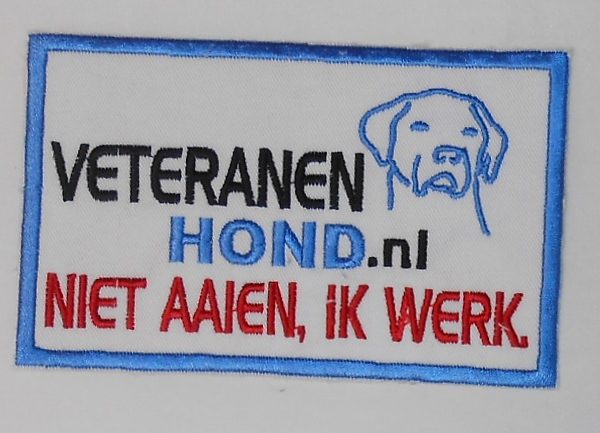 VETERANEN
HOND.nl
NIET AAIEN, iK WERK.